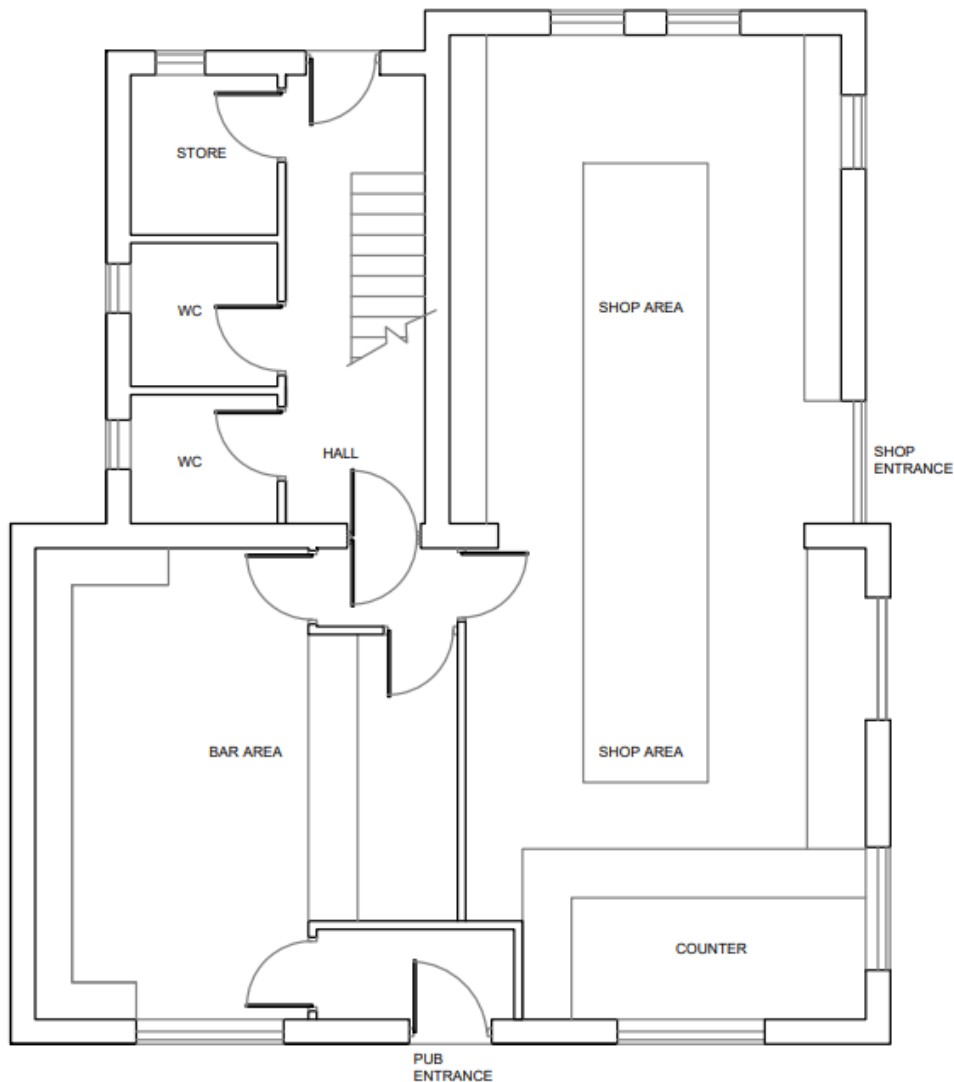 STORE
WC
SHOP AREA
WC
HALL
SHOP
ENTRANCE
BAR AREA
SHOP AREA
COUNTER
PUB
ENTRANCE